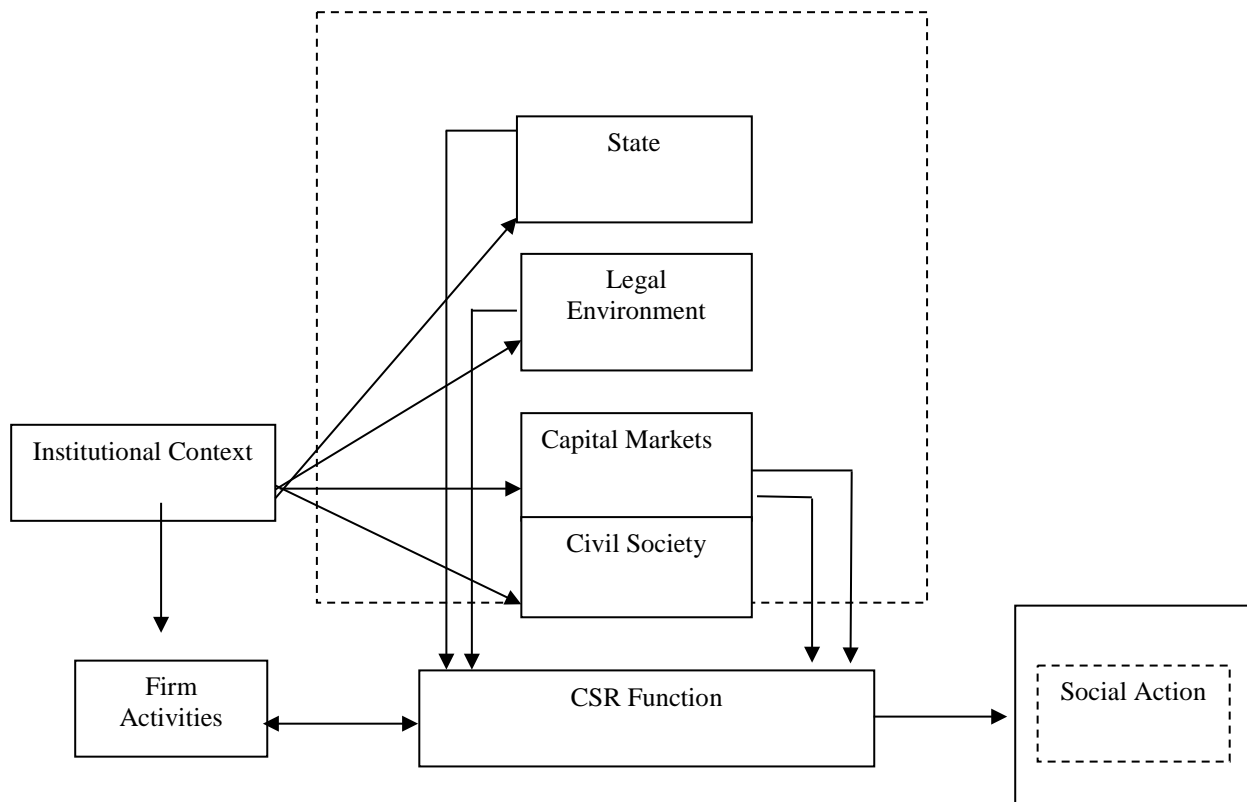 State
Legal
Environment
Capital Markets
Institutional Context
Civil Society
Firm
Activities
CSR Function
Social Action